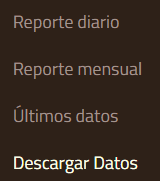 Reporte diario
Reporte mensual
Últimos datos
Descargar Datos